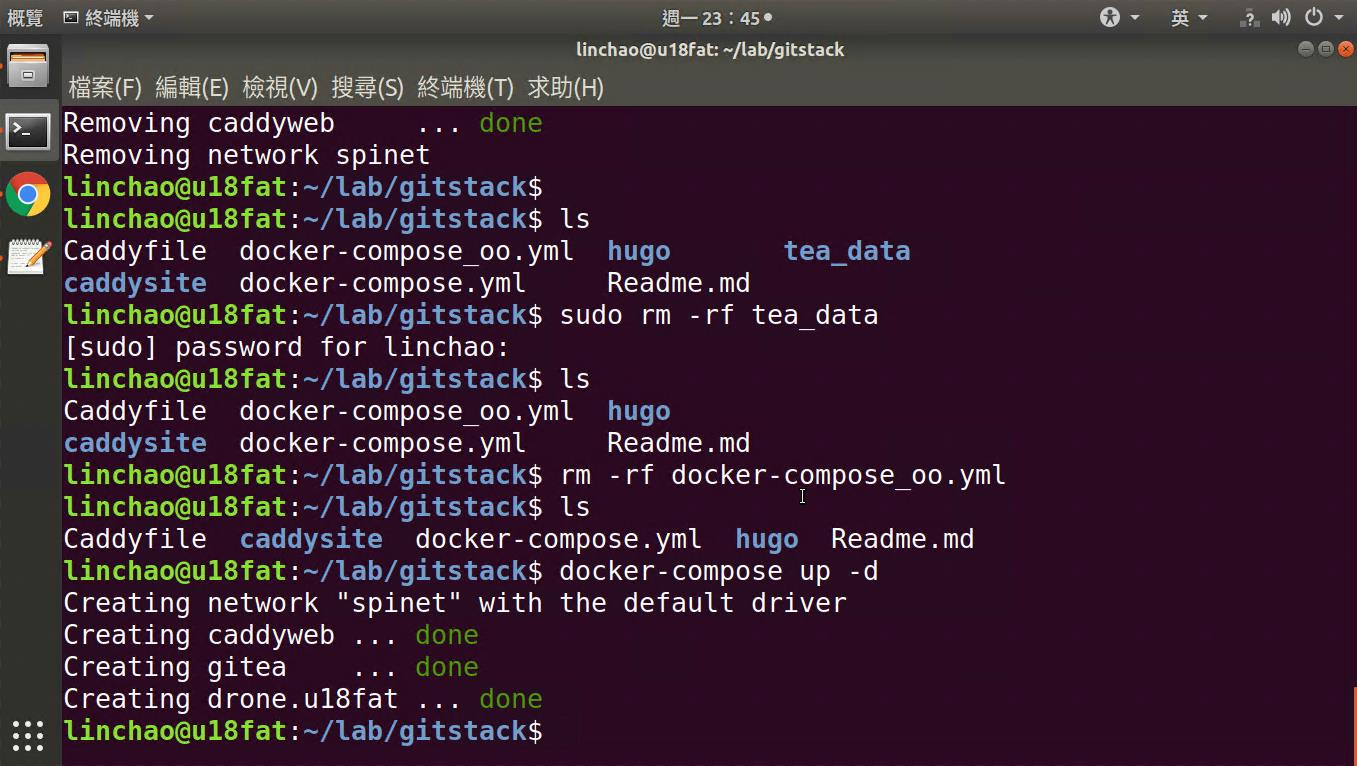 概覽 終端機 週一 23：45 英
linchao@u18fat: ~/lab/gitstack
檔案(F) 編輯(E) 檢視(V) 搜尋(S) 終端機(T) 求助(H)
Removing caddyweb     ... done
Removing network spinet
linchao@u18fat:~/lab/gitstack$
linchao@u18fat:~/lab/gitstack$ ls
Caddyfile  docker-compose_oo.yml  hugo       tea_data
caddysite  docker-compose.yml     Readme.md
linchao@u18fat:~/lab/gitstack$ sudo rm -rf tea_data
[sudo] password for linchao:
linchao@u18fat:~/lab/gitstack$ ls
Caddyfile  docker-compose_oo.yml  hugo
caddysite  docker-compose.yml     Readme.md
linchao@u18fat:~/lab/gitstack$ rm -rf docker-compose_oo.yml
linchao@u18fat:~/lab/gitstack$ ls
Caddyfile  caddysite  docker-compose.yml  hugo  Readme.md
linchao@u18fat:~/lab/gitstack$ docker-compose up -d
Creating network "spinet" with the default driver
Creating caddyweb ... done
Creating gitea    ... done
Creating drone.u18fat ... done
linchao@u18fat:~/lab/gitstack$